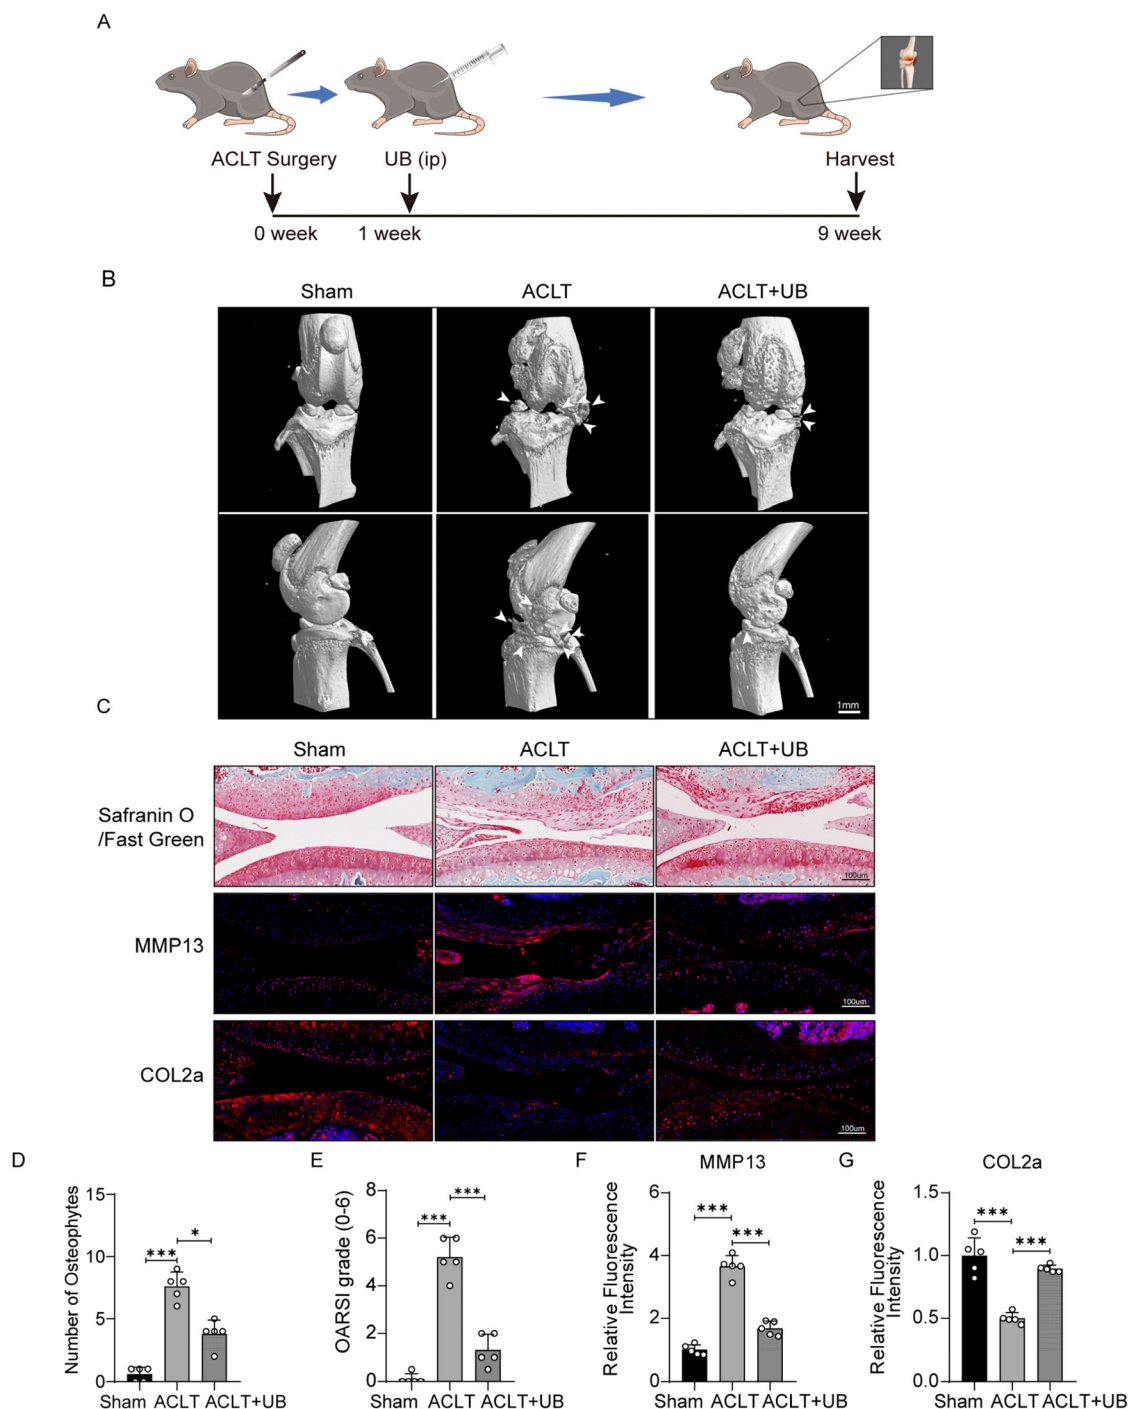 A
ACLT Surgery
UB (ip)
Harvest
0 week
1 week
9 week
B
Sham
ACLT
ACLT+UB
1mm
C
Sham
ACLT
ACLT+UB
Safranin O
/Fast Green
100um
MMP13
100um
COL2a
100um
D
Number of Osteophytes
15
10
5
0
***
*
Sham ACLT ACLT+UB
E
OARSI grade (0-6)
8
6
4
2
0
***
***
Sham ACLT ACLT+UB
F
MMP13
Relative Fluorescence
Intensity
6
4
2
0
***
***
Sham ACLT ACLT+UB
G
COL2a
Relative Fluorescence
Intensity
1.5
1.0
0.5
0.0
***
***
Sham ACLT ACLT+UB